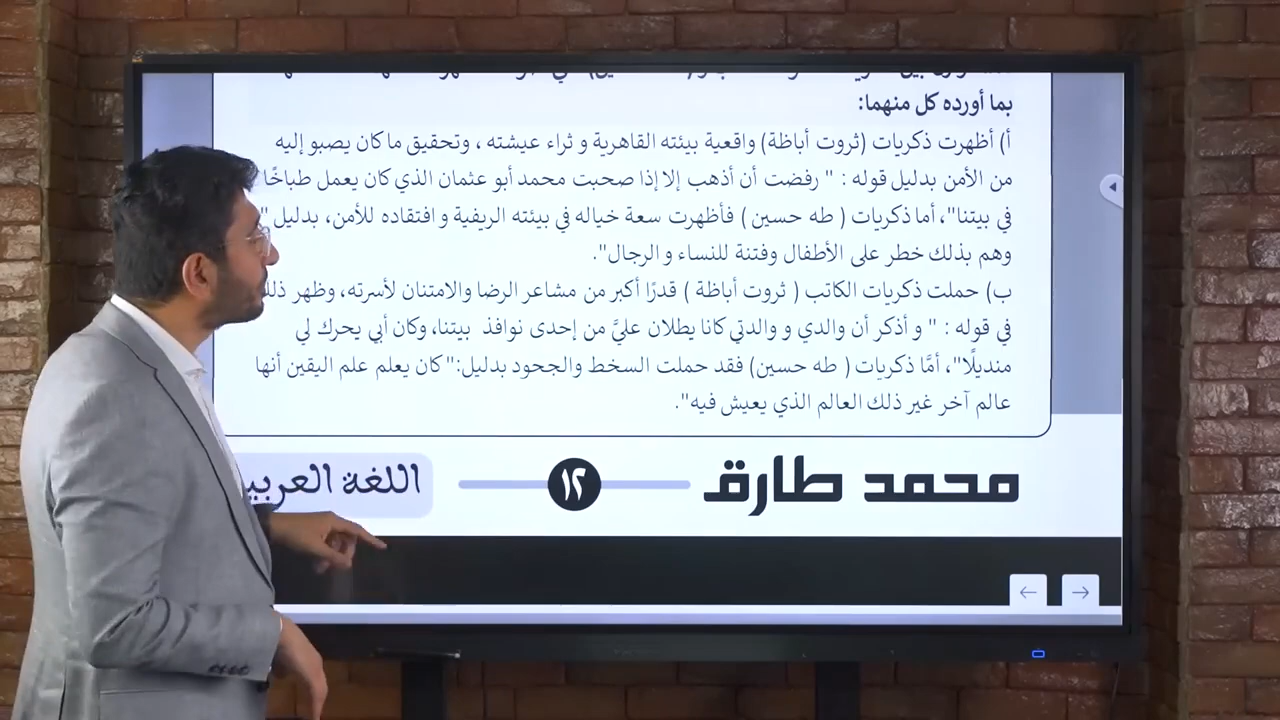 بما أورده كل منهما:
أ) أظهرت ذكريات (ثروت أباظة) واقعية بيئته القاهرية و ثراء عيشته ، وتحقيق ما كان يصبو إليه
من الأمن بدليل قوله : " رفضت أن أذهب إلا إذا صحبت محمد أبو عثمان الذي كان يعمل طباخًا
في بيتنا"، أما ذكريات ( طه حسين ) فأظهرت سعة خياله في بيئته الريفية و افتقاده للأمن، بدليل "
وهم بذلك خطر على الأطفال وفتنة للنساء و الرجال".
ب) حملت ذكريات الكاتب ( ثروت أباظة ) قدرًا أكبر من مشاعر الرضا والامتنان لأسرته، وظهر ذلك
في قوله : " و أذكر أن والدي و والدتي كانا يطلان عليَّ من إحدى نوافذ بيتنا، وكان أبي يحرك لي
منديلًا"، أمَّا ذكريات ( طه حسين) فقد حملت السخط والجحود بدليل:" كان يعلم علم اليقين أنها
عالم آخر غير ذلك العالم الذي يعيش فيه".
محمد طارق ١٢ اللغة العربية